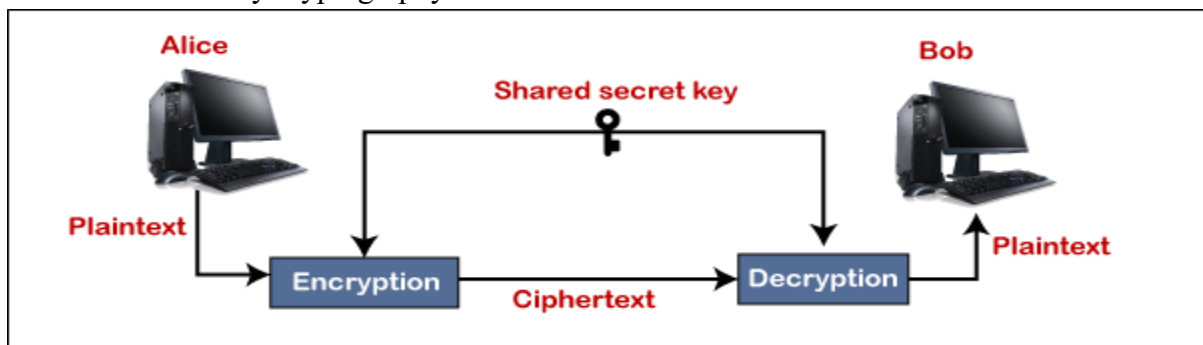 Alice
Bob
Shared secret key
Plaintext
Encryption
Ciphertext
Decryption
Plaintext